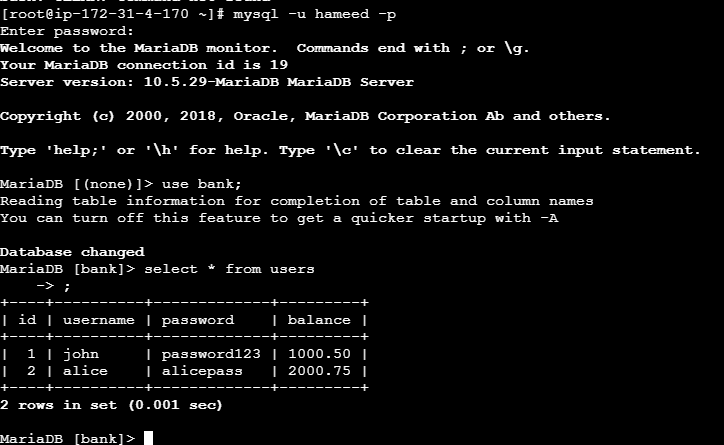 [root@ip-172-31-4-170 ~]# mysql -u hameed -p
Enter password:
Welcome to the MariaDB monitor.  Commands end with ; or \g.
Your MariaDB connection id is 19
Server version: 10.5.29-MariaDB MariaDB Server

Copyright (c) 2000, 2018, Oracle, MariaDB Corporation Ab and others.

Type 'help;' or '\h' for help. Type '\c' to clear the current input statement.

MariaDB [(none)]> use bank;
Reading table information for completion of table and column names
You can turn off this feature to get a quicker startup with -A

Database changed
MariaDB [bank]> select * from users
    -> ;
+----+----------+-------------+---------+
| id | username | password    | balance |
+----+----------+-------------+---------+
|  1 | john     | password123 | 1000.50 |
|  2 | alice    | alicepass   | 2000.75 |
+----+----------+-------------+---------+
2 rows in set (0.001 sec)

MariaDB [bank]>